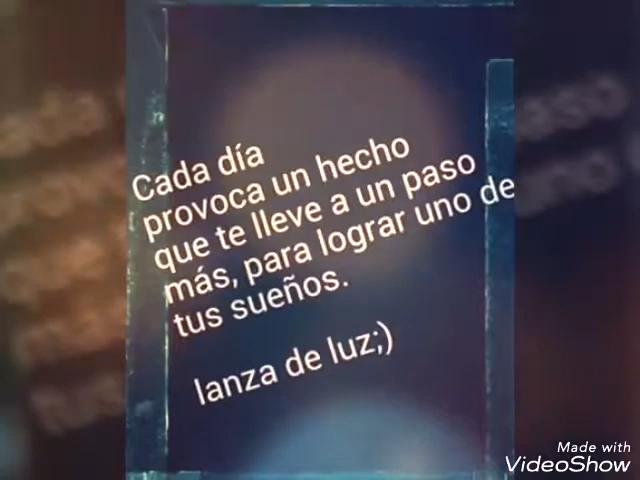 Cada día
provoca un hecho
que te lleve a un paso
más, para lograr uno de
tus sueños.
lanza de luz;)
Made with
VideoShow